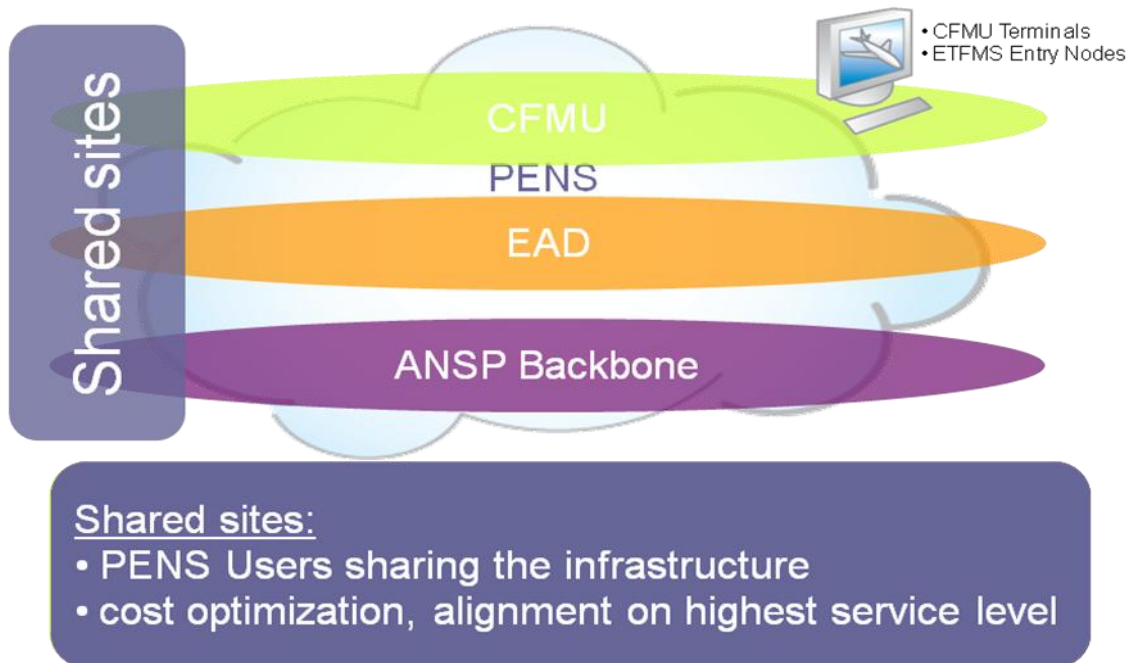 • CFMU Terminals
• ETFMS Entry Nodes
Shared sites
CFMU
PENS
EAD
ANSP Backbone
Shared sites:
• PENS Users sharing the infrastructure
• cost optimization, alignment on highest service level